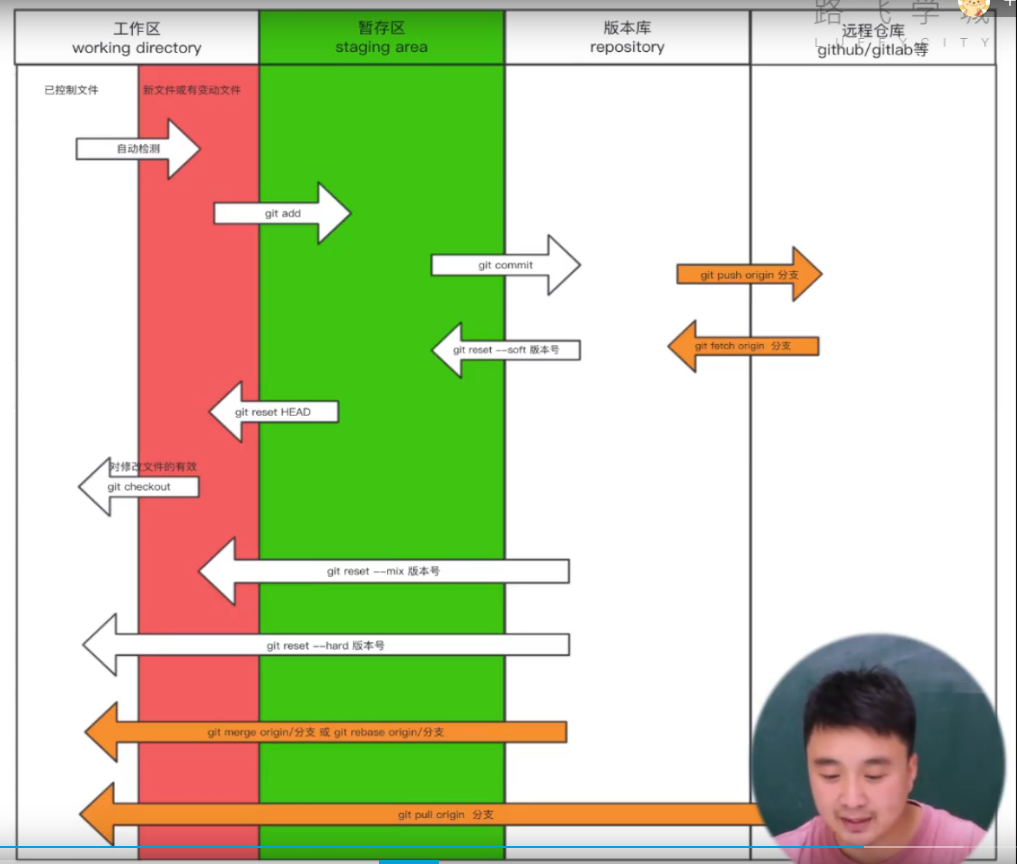 路飞学城
LUFFYCITY
工作区
working directory
暂存区
staging area
版本库
repository
远程仓库
github/gitlab等
已控制文件
新文件或有变动文件
自动检测
git add
git commit
git push origin 分支
git reset --soft 版本号
git fetch origin 分支
git reset HEAD
对修改文件的有效
git checkout
git reset --mix 版本号
git reset --hard 版本号
git merge origin/分支 或 git rebase origin/分支
git pull origin 分支